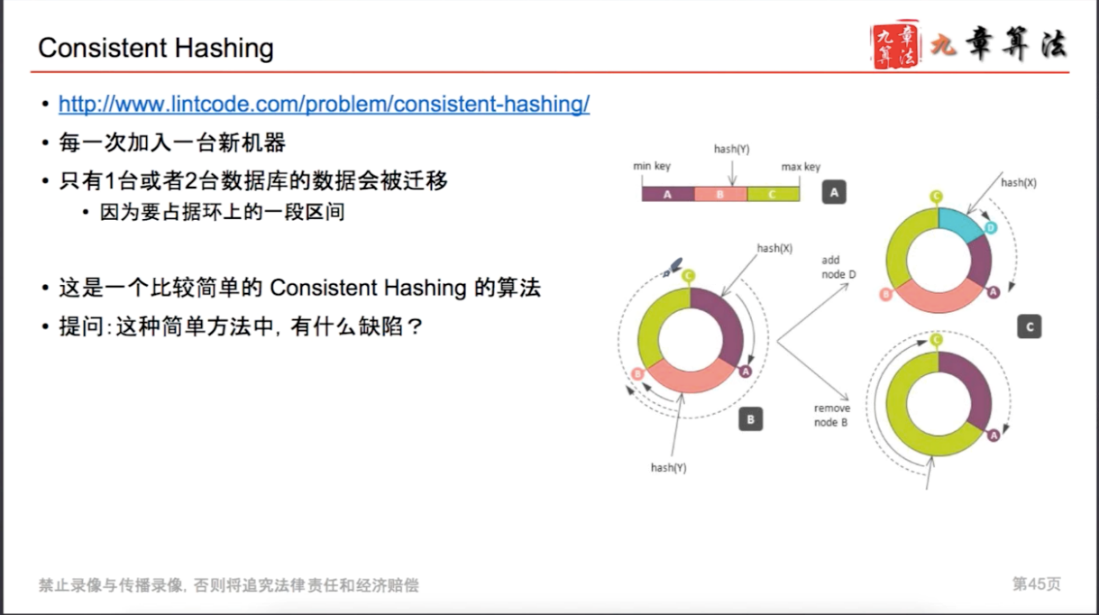 Consistent Hashing
九章算法
九章算法
• http://www.lintcode.com/problem/consistent-hashing/
• 每一次加入一台新机器
• 只有1台或者2台数据库的数据会被迁移
• 因为要占据环上的一段区间
• 这是一个比较简单的 Consistent Hashing 的算法
• 提问:这种简单方法中, 有什么缺陷？
hash(Y)
min key
max key
A
B
C
A
hash(X)
C
B
A
hash(Y)
B
add
node D
remove
node B
hash(X)
C
D
B
A
C
C
A
禁止录像与传播录像, 否则将追究法律责任和经济赔偿
第45页